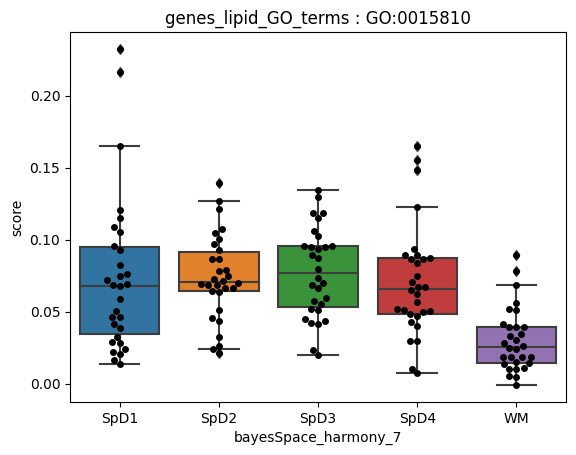 genes_lipid_GO_terms : GO:0015810
score
0.20
0.15
0.10
0.05
0.00
SpD1 SpD2 SpD3 SpD4 WM
bayesSpace_harmony_7